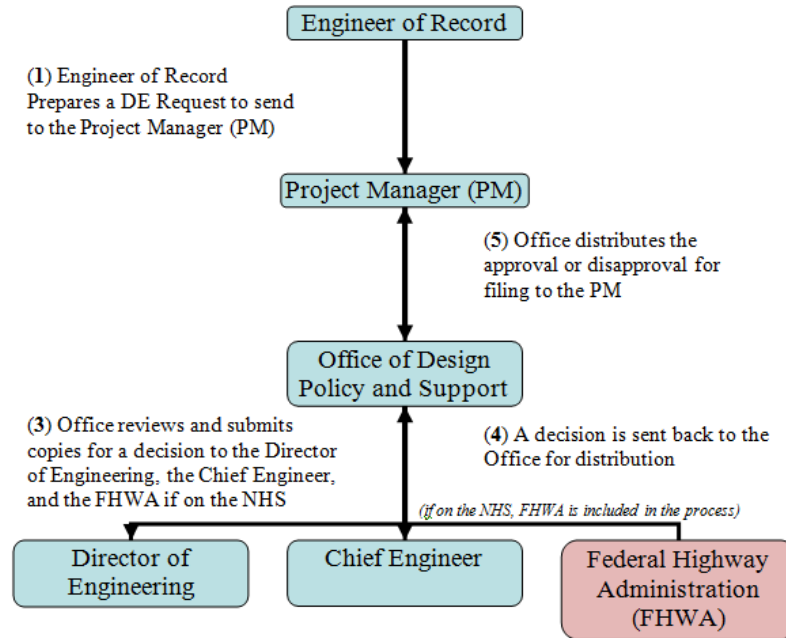 Engineer of Record
(1) Engineer of Record
Prepares a DE Request to send
to the Project Manager (PM)
Project Manager (PM)
(5) Office distributes the
approval or disapproval for
filing to the PM
Office of Design
Policy and Support
(3) Office reviews and submits
copies for a decision to the Director
of Engineering, the Chief Engineer,
and the FHWA if on the NHS
(4) A decision is sent back to the
Office for distribution
(if on the NHS, FHWA is included in the process)
Director of
Engineering
Chief Engineer
Federal Highway
Administration
(FHWA)